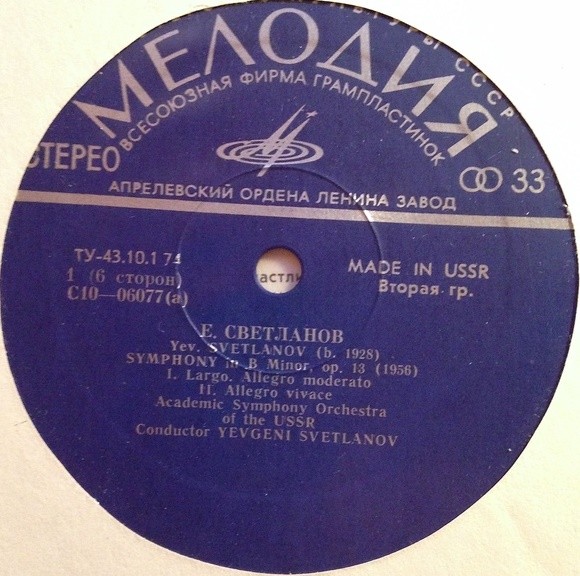 СССР
МЕЛОДИЯ
ВСЕСОЮЗНАЯ ФИРМА ГРАМПЛАСТИНОК
СТЕРЕО
33
АПРЕЛЕВСКИЙ ОРДЕНА ЛЕНИНА ЗАВОД
ТУ-43.10.1 74
1 (6 сторон)
С10—06077(а)
MADE IN USSR
Вторая гр.
Е. СВЕТЛАНОВ
Yev. SVETLANOV (b. 1928)
SYMPHONY in B Minor, op. 13 (1956)
I. Largo. Allegro moderato
II. Allegro vivace
Academic Symphony Orchestra
of the USSR
Conductor YEVGENI SVETLANOV